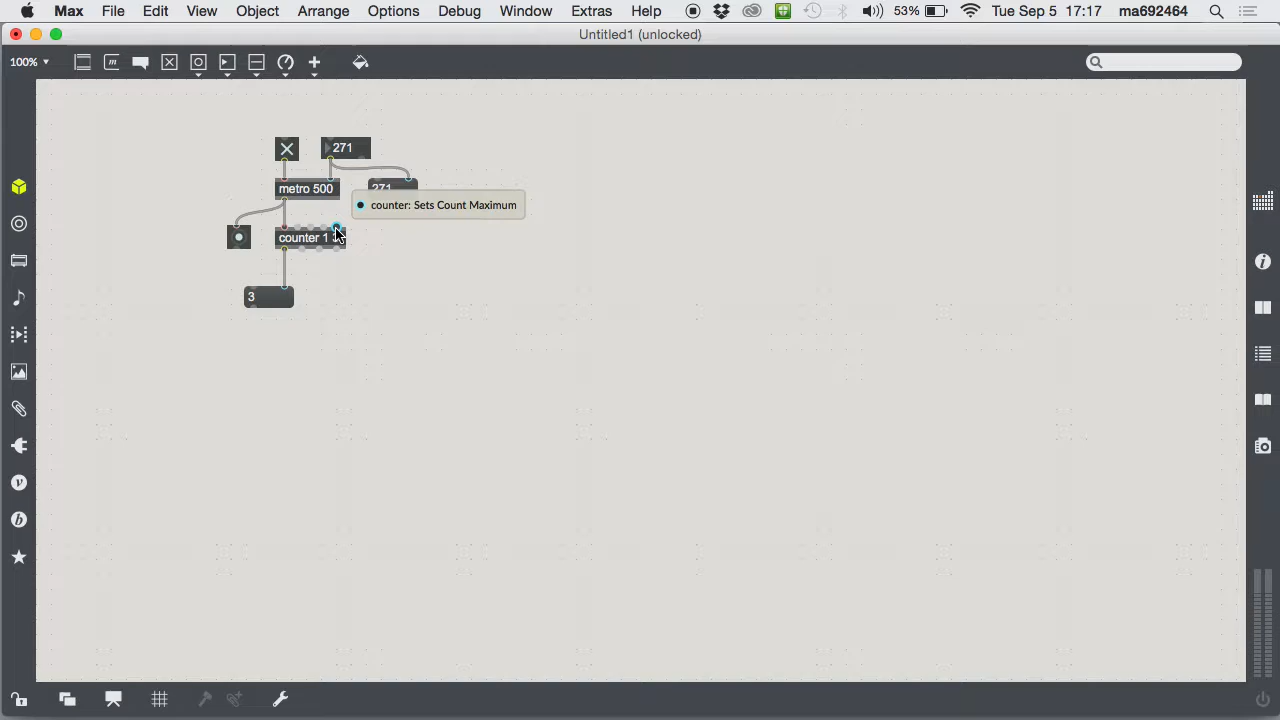 Max File Edit View Object Arrange Options Debug Window Extras Help 53% Tue Sep 5 17:17 ma692464
Untitled1 (unlocked)
100%
m
271
metro 500
271
counter: Sets Count Maximum
counter 1
3
i
v
b